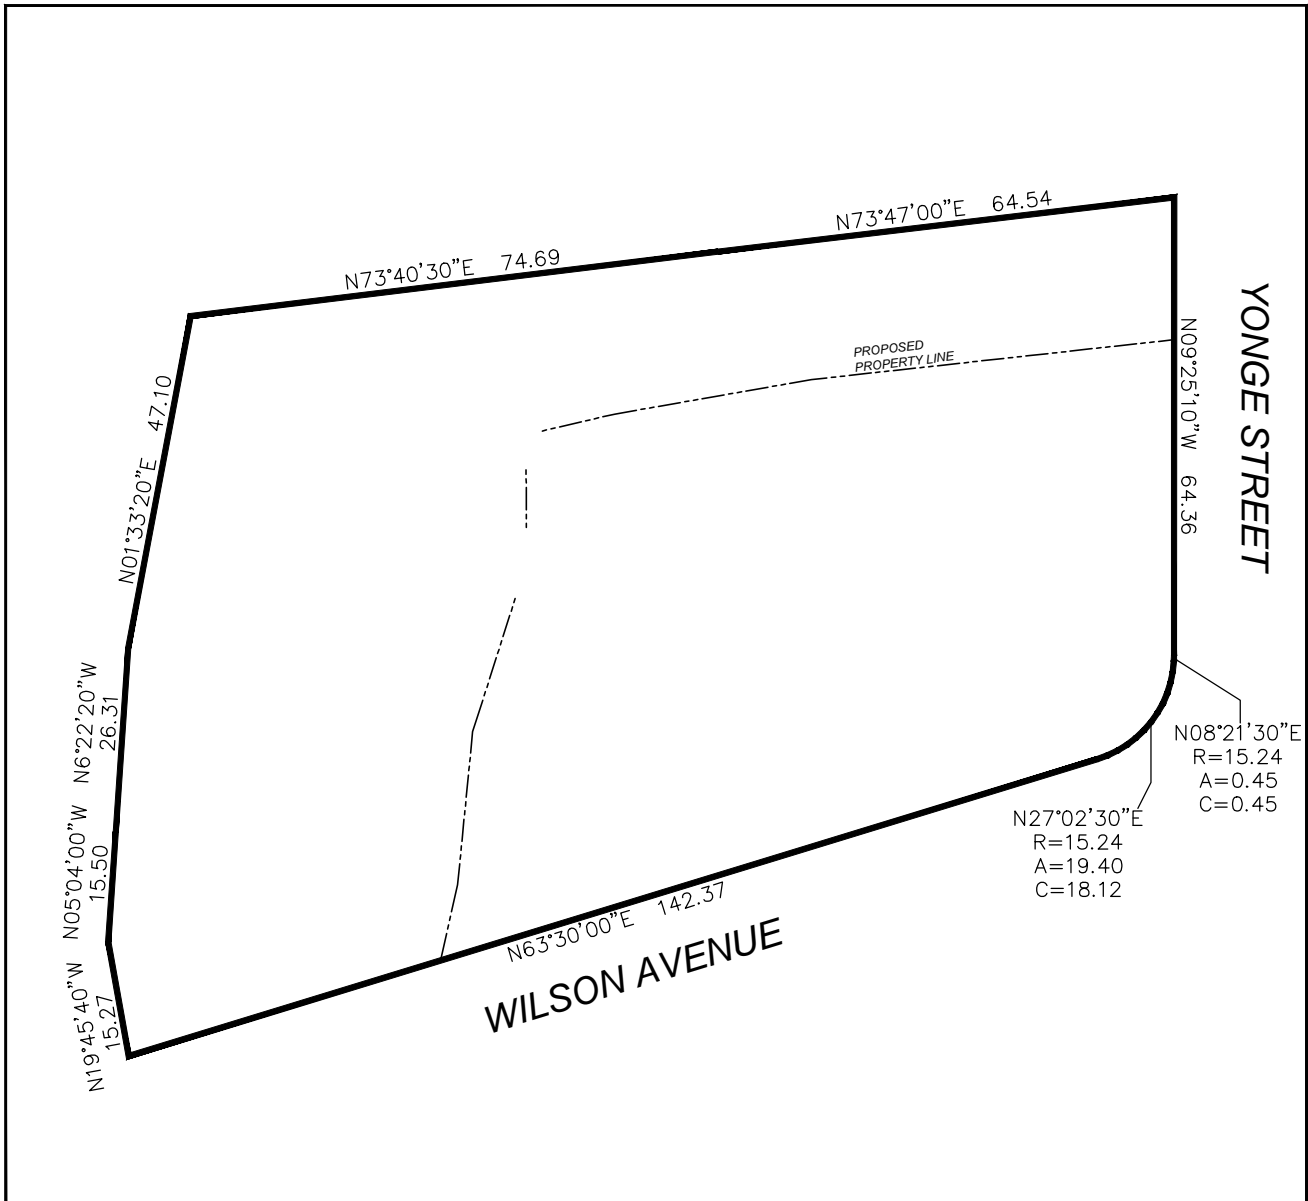 N73°40'30"E 74.69
N73°47'00"E 64.54
PROPOSED
PROPERTY LINE
YONGE STREET
N09°25'10"W 64.36
N01°33'20"E 47.10
N6°22'20"W
26.31
N05°04'00"W
15.50
N19°45'40"W
15.27
N08°21'30"E
R=15.24
A=0.45
C=0.45
N27°02'30"E
R=15.24
A=19.40
C=18.12
N63°30'00"E 142.37
WILSON AVENUE